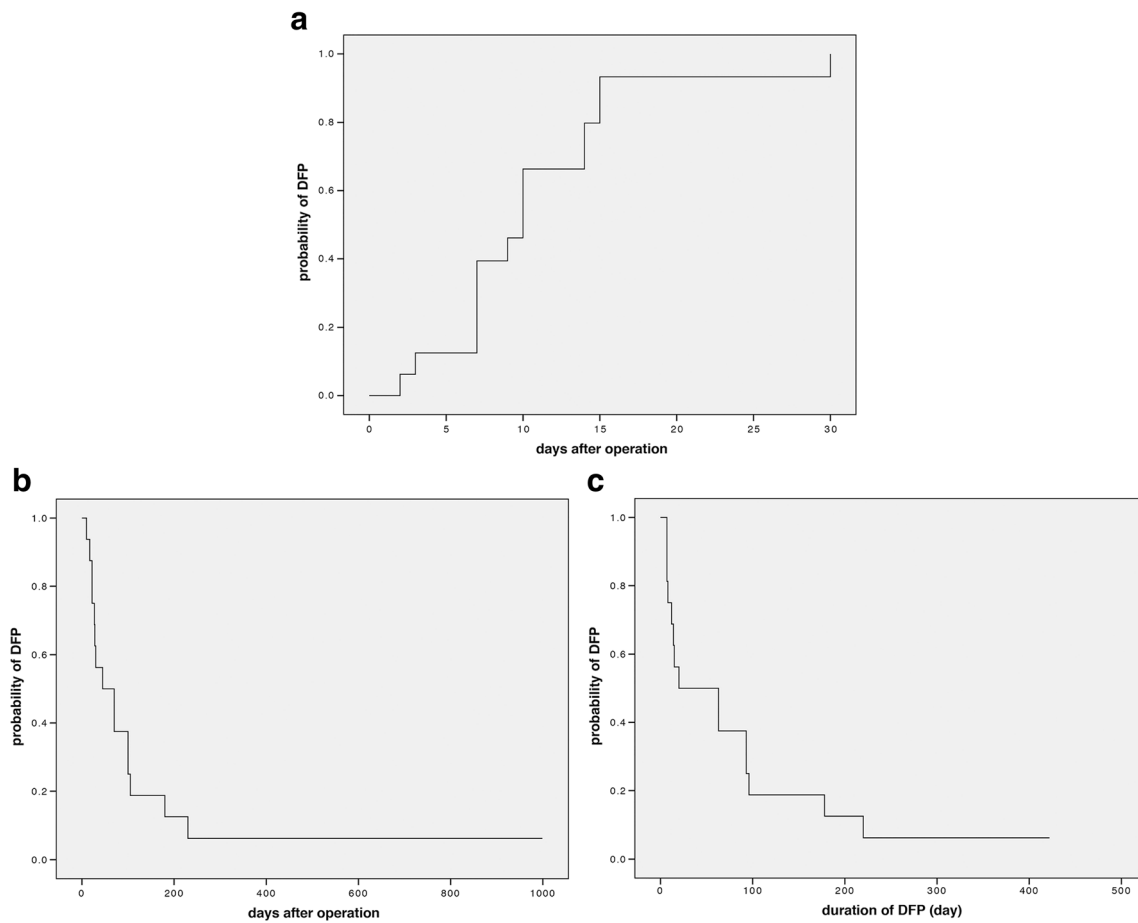 a
1.0
0.8
0.6
0.4
0.2
0.0
probability of DFP
0 5 10 15 20 25 30
days after operation
b
1.0
0.8
0.6
0.4
0.2
0.0
probability of DFP
0 200 400 600 800 1000
days after operation
c
1.0
0.8
0.6
0.4
0.2
0.0
probability of DFP
0 100 200 300 400 500
duration of DFP (day)